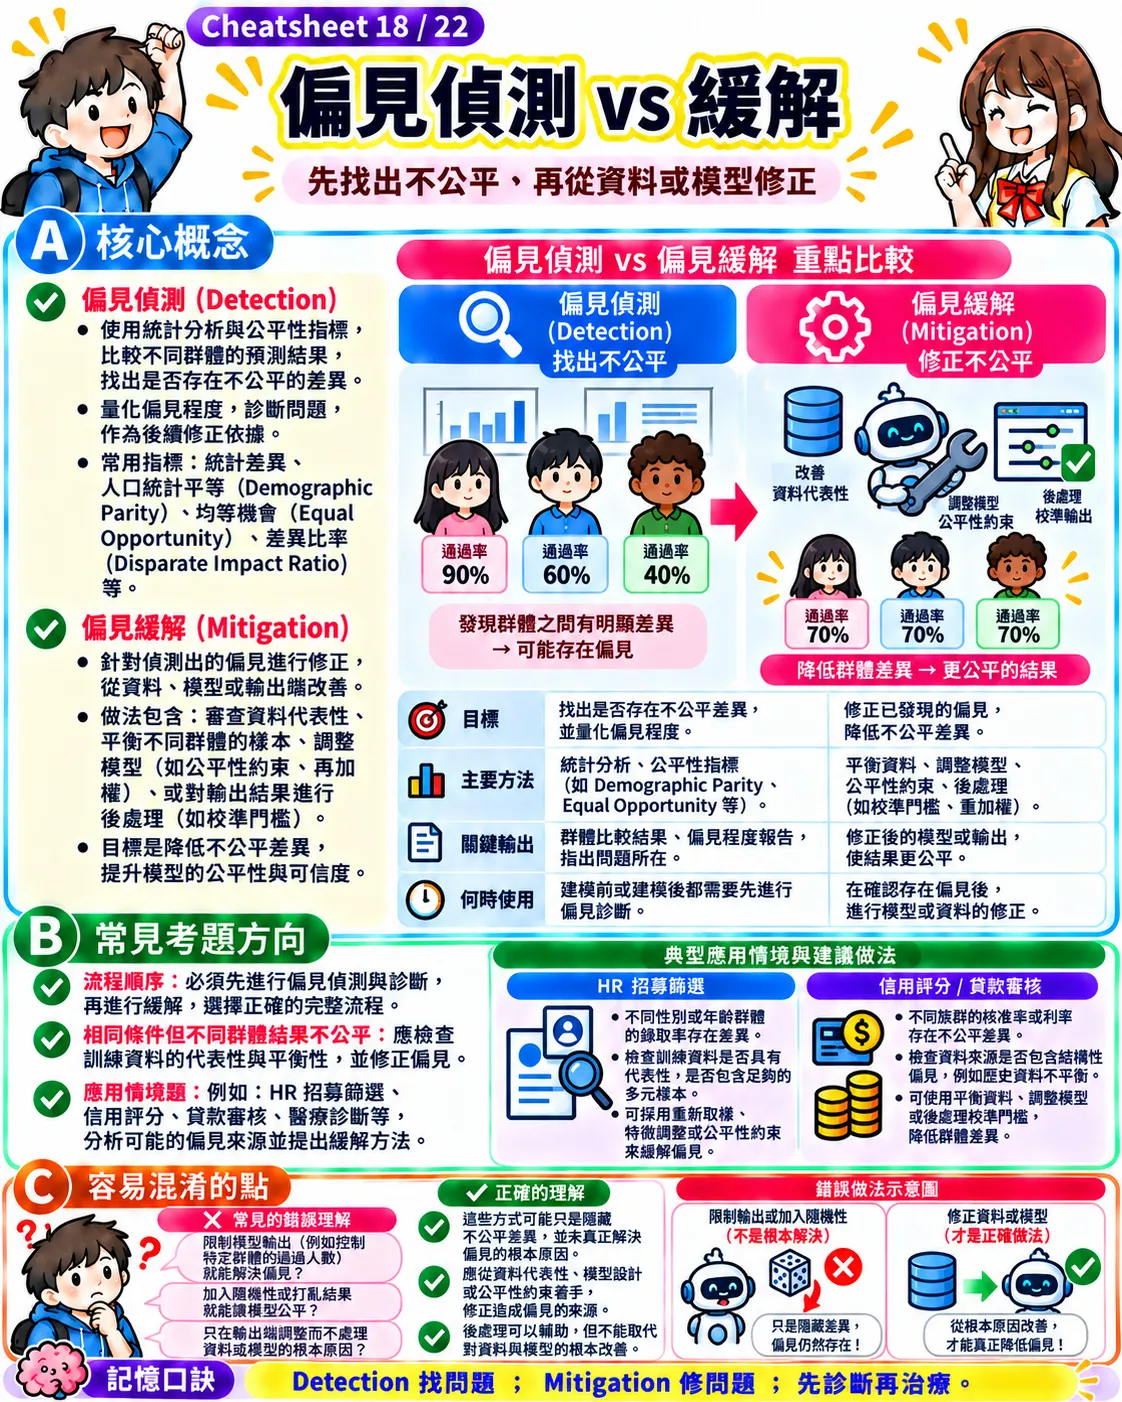 Cheatsheet 18 / 22
偏見偵測 vs 緩解
先找出不公平、再從資料或模型修正
A 核心概念
偏見偵測 (Detection)
• 使用統計分析與公平性指標，
比較不同群體的預測結果，
找出是否存在不公平的差異。
• 量化偏見程度，診斷問題，
作為後續修正依據。
• 常用指標：統計差異、
人口統計平等（Demographic
Parity）、均等機會（Equal
Opportunity）、差異比率
(Disparate Impact Ratio)
等。
偏見緩解 (Mitigation)
• 針對偵測出的偏見進行修正，
從資料、模型或輸出端改善。
• 做法包含：審查資料代表性、
平衡不同群體的樣本、調整
模型（如公平性約束、再加
權）、或對輸出結果進行
後處理（如校準門檻）。
• 目標是降低不公平差異，
提升模型的公平性與可信度。
偏見偵測 vs 偏見緩解 重點比較
偏見偵測
(Detection)
找出不公平
通過率
90%
通過率
60%
通過率
40%
發現群體之間有明顯差異
→ 可能存在偏見
偏見緩解
(Mitigation)
修正不公平
改善
資料代表性
調整模型
公平性約束
後處理
校準輸出
通過率
70%
通過率
70%
通過率
70%
降低群體差異 → 更公平的結果
目標
找出是否存在不公平差異，
並量化偏見程度。
修正已發現的偏見，
降低不公平差異。
主要方法
統計分析、公平性指標
（如 Demographic Parity、
Equal Opportunity 等）。
平衡資料、調整模型、
公平性約束、後處理
（如校準門檻、重加權）。
關鍵輸出
群體比較結果、偏見程度報告，
指出問題所在。
修正後的模型或輸出，
使結果更公平。
何時使用
建模前或建模後都需要先進行
偏見診斷。
在確認存在偏見後，
進行模型或資料的修正。
B 常見考題方向
流程順序：必須先進行偏見偵測與診斷，
再進行緩解，選擇正確的完整流程。
相同條件但不同群體結果不公平：應檢查
訓練資料的代表性與平衡性，並修正偏見。
應用情境題：例如：HR 招募篩選、
信用評分、貸款審核、醫療診斷等，
分析可能的偏見來源並提出緩解方法。
典型應用情境與建議做法
HR 招募篩選
• 不同性別或年齡群體
的錄取率存在差異。
• 檢查訓練資料是否具有
代表性，是否包含足夠的
多元樣本。
• 可採用重新取樣、
特徵調整或公平性約束
來緩解偏見。
信用評分 / 貸款審核
• 不同族群的核准率或利率
存在不公平差異。
• 檢查資料來源是否包含結構性
偏見，例如歷史資料不平衡。
• 可使用平衡資料、調整模型
或後處理校準門檻，
降低群體差異。
C 容易混淆的點
常見的錯誤理解
限制模型輸出（例如控制
特定群體的通過人數）
就能解決偏見？
加入隨機性或打亂結果
就能讓模型公平？
只在輸出端調整而不處理
資料或模型的根本原因？
正確的理解
這些方式可能只是隱藏
不公平差異，並未真正解決
偏見的根本原因。
應從資料代表性、模型設計
或公平性約束着手，
修正造成偏見的來源。
後處理可以輔助，但不能取代
對資料與模型的根本改善。
錯誤做法示意圖
限制輸出或加入隨機性
（不是根本解決）
只是隱藏差異，
偏見仍然存在！
修正資料或模型
（才是正確做法）
從根本原因改善，
才能真正降低偏見！
記憶口訣
Detection 找問題 ； Mitigation 修問題 ； 先診斷再治療。